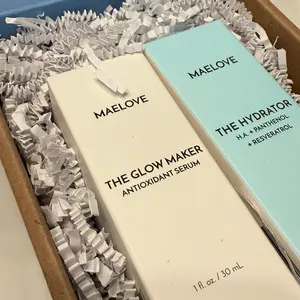 MAELOVE
THE GLOW MAKER
ANTIOXIDANT SERUM
1 fl. oz / 30 mL
MAELOVE
THE HYDRATOR
H.A. + PANTHENOL
+ RESVERATROL